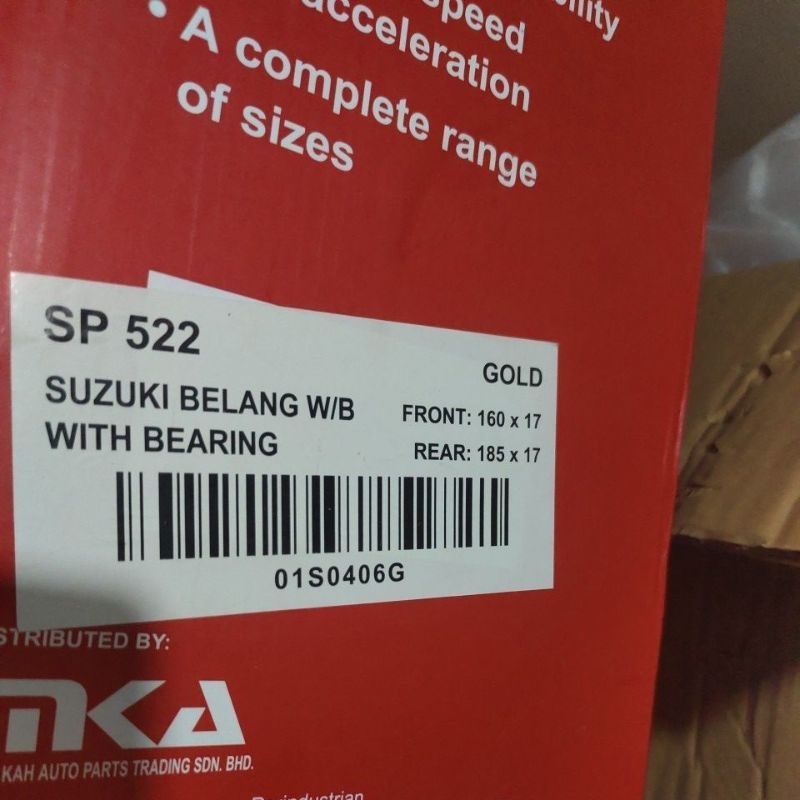 speed
acceleration
• A complete range
of sizes
SP 522
GOLD
SUZUKI BELANG W/B
WITH BEARING
FRONT: 160 x 17
REAR: 185 x 17
01S0406G
BY:
MKA
KAH AUTO PARTS TRADING SDN. BHD.